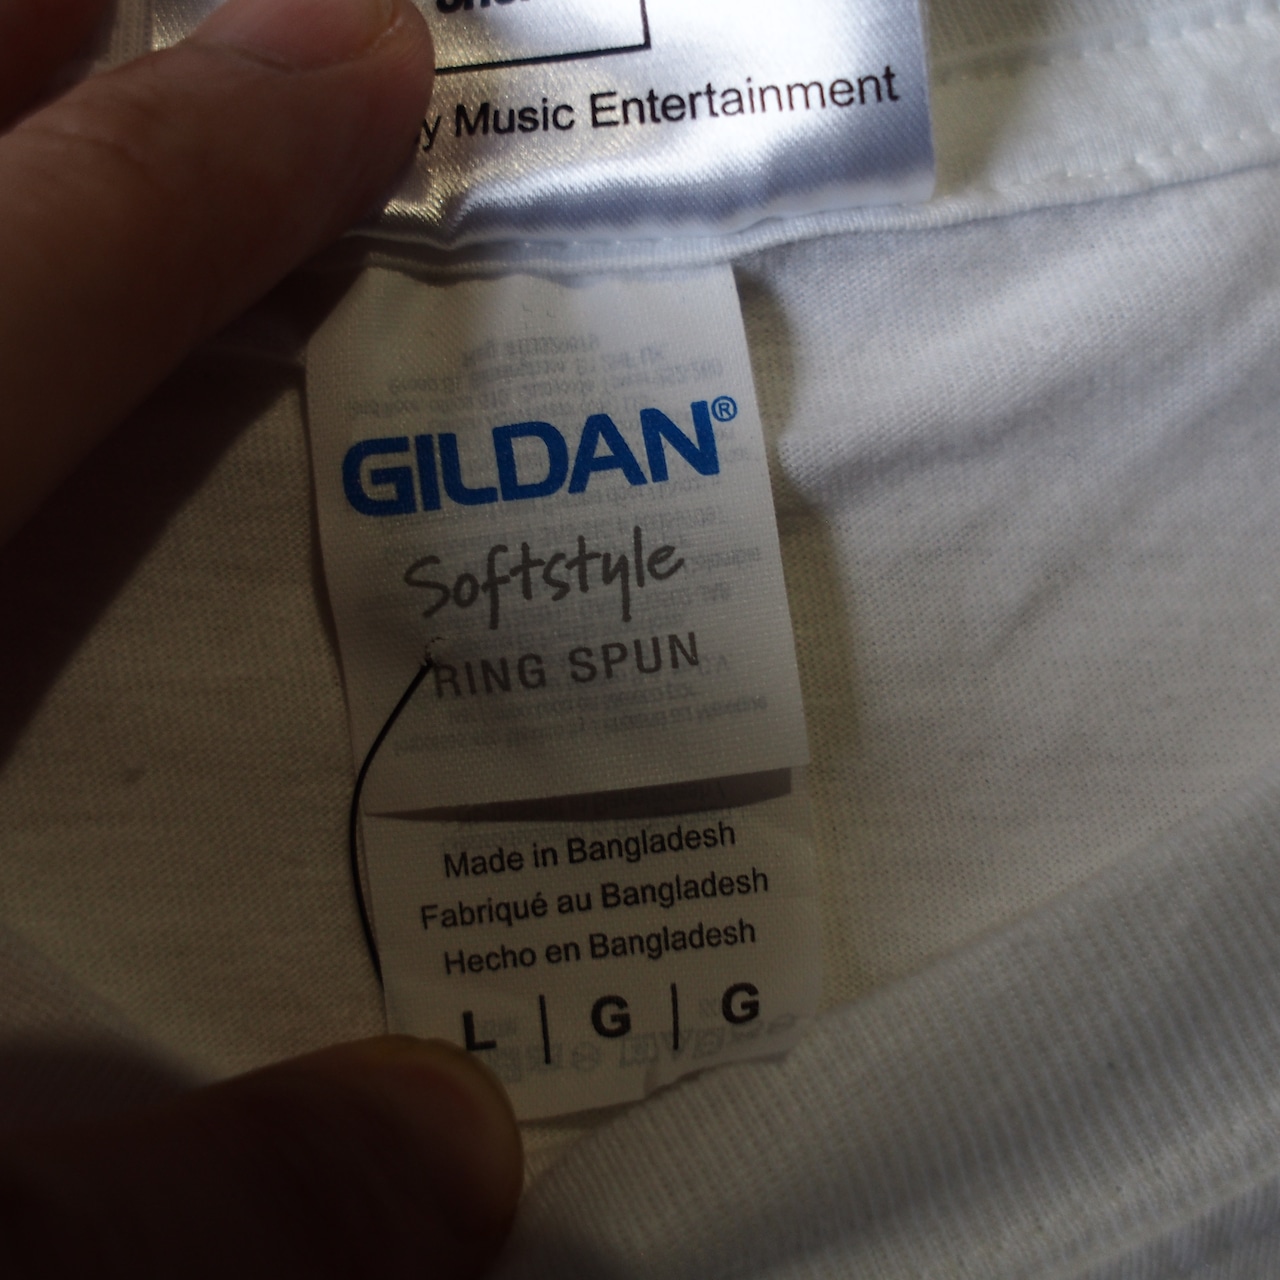 Music Entertainment
GILDAN®
Softstyle
RING SPUN
Made in Bangladesh
Fabriqué au Bangladesh
Hecho en Bangladesh
L | G | G